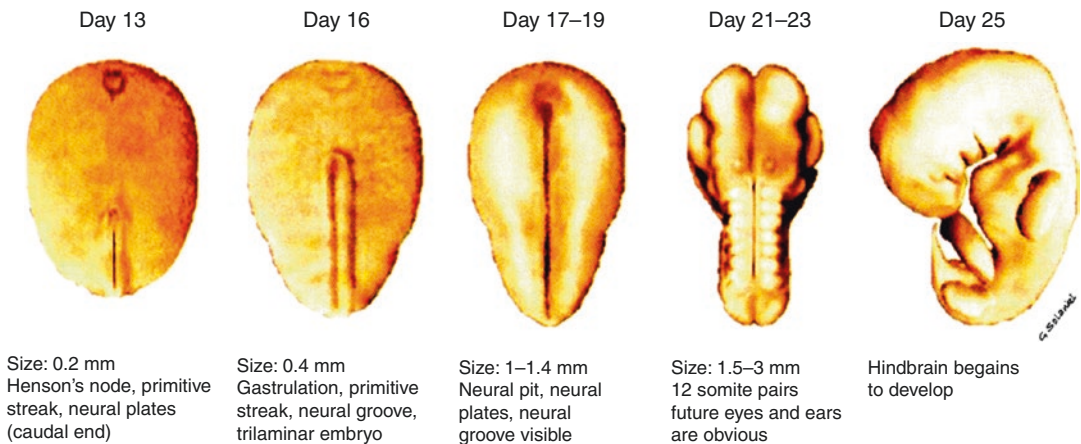 Day 13
Day 16
Day 17–19
Day 21–23
Day 25
Size: 0.2 mm
Henson's node, primitive
streak, neural plates
(caudal end)
Size: 0.4 mm
Gastrulation, primitive
streak, neural groove,
trilaminar embryo
Size: 1–1.4 mm
Neural pit, neural
plates, neural
groove visible
Size: 1.5–3 mm
12 somite pairs
future eyes and ears
are obvious
Hindbrain begains
to develop